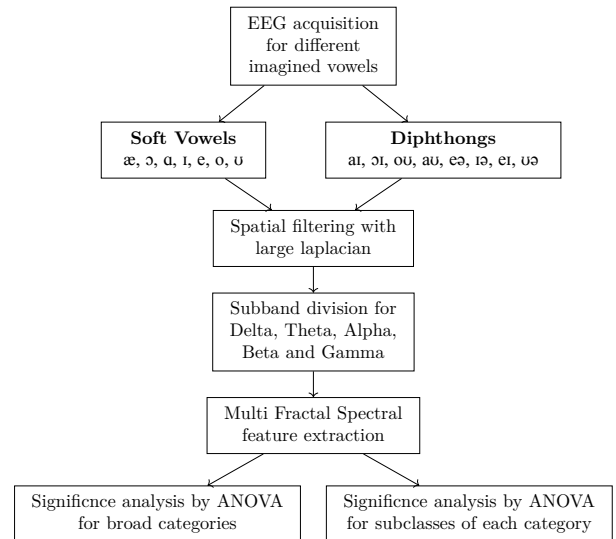 EEG acquisition
for different
imagined vowels
Soft Vowels
æ, ɔ, ɑ, ɪ, e, o, ʊ
Diphthongs
aɪ, ɔɪ, oʊ, aʊ, eə, ɪə, eɪ, ʊə
Spatial filtering with
large laplacian
Subband division for
Delta, Theta, Alpha,
Beta and Gamma
Multi Fractal Spectral
feature extraction
Significnce analysis by ANOVA
for broad categories
Significnce analysis by ANOVA
for subclasses of each category